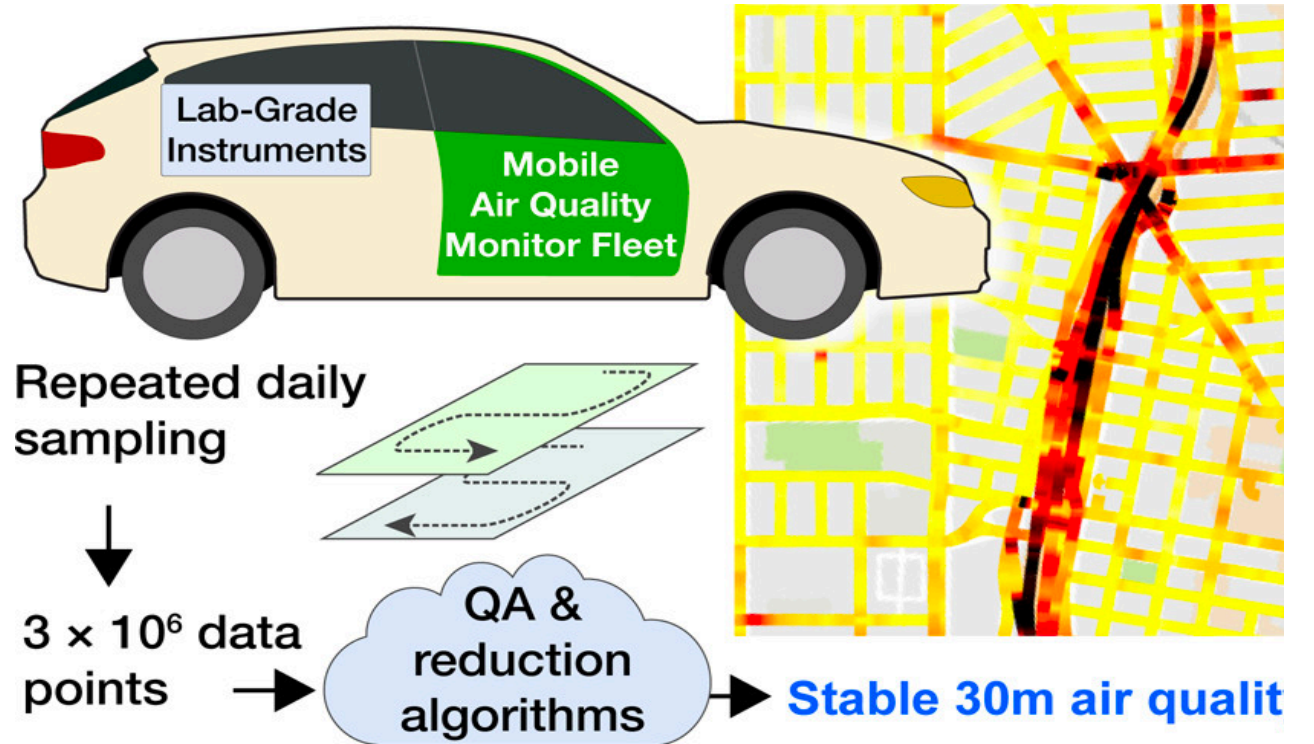 Lab-Grade
Instruments
Mobile
Air Quality
Monitor Fleet
Repeated daily
sampling
3 × 10⁶ data
points
QA &
reduction
algorithms
Stable 30m air qualit